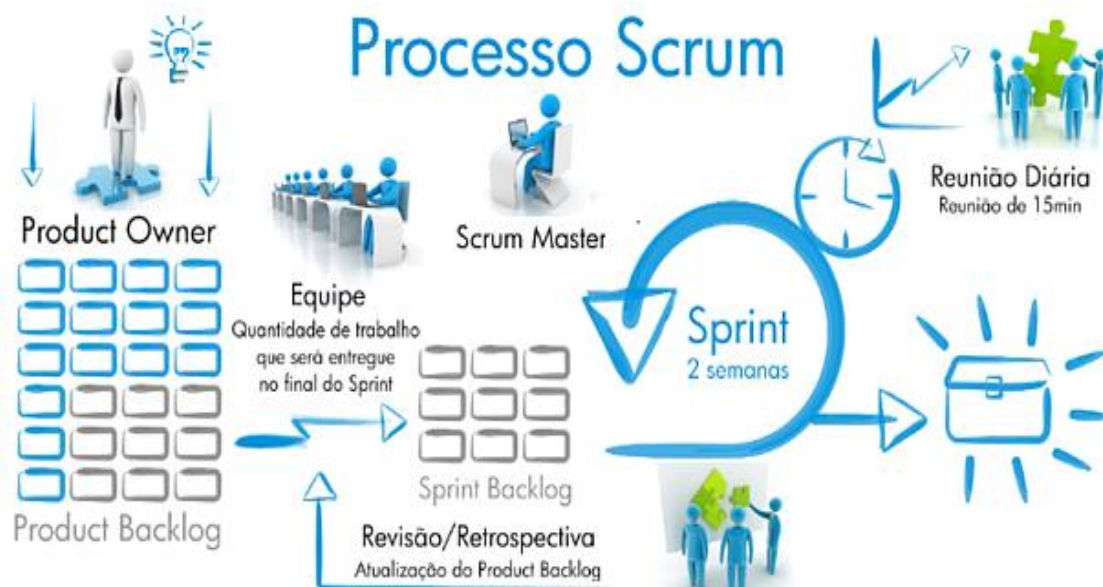 Processo Scrum
Product Owner
Equipe
Quantidade de trabalho
que será entregue
no final do Sprint
Scrum Master
Reunião Diária
Reunião de 15min
Sprint
2 semanas
Product Backlog
Sprint Backlog
Revisão/Retrospectiva
Atualização do Product Backlog